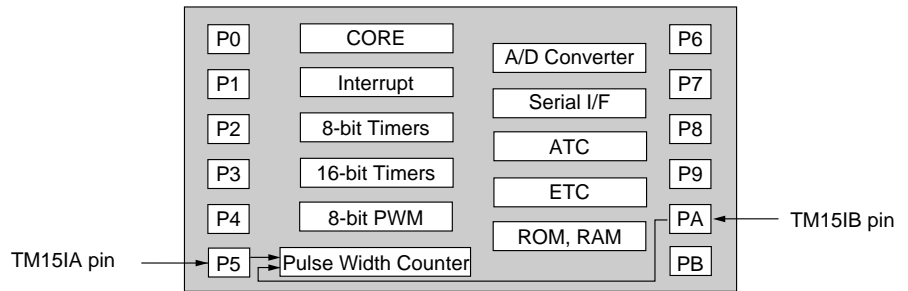 P0
CORE
A/D Converter
P6
P1
Interrupt
Serial I/F
P7
P2
8-bit Timers
ATC
P8
P3
16-bit Timers
ETC
P9
P4
8-bit PWM
ROM, RAM
PA
TM15IB pin
TM15IA pin
P5
Pulse Width Counter
PB